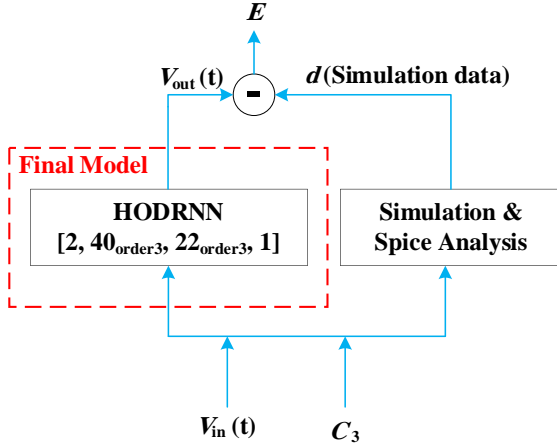 E
Vout (t)
d(Simulation data)
-
Final Model
HODRNN
[2, 40order3, 22order3, 1]
Simulation &
Spice Analysis
Vin (t)
C3